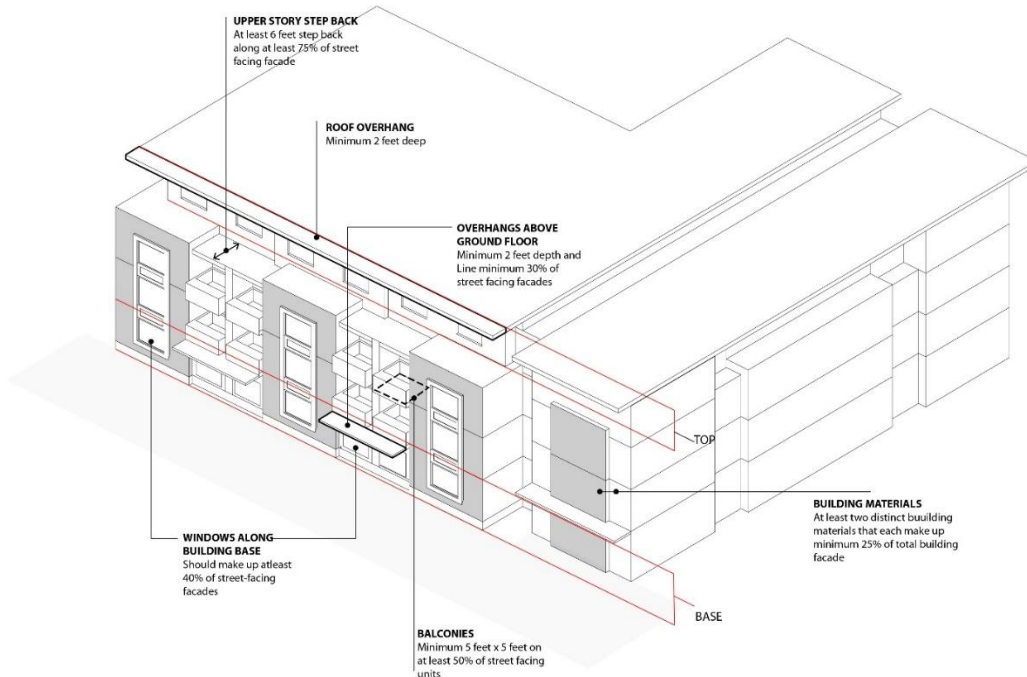 UPPER STORY STEP BACK
At least 6 feet step back
along at least 75% of street
facing facade
ROOF OVERHANG
Minimum 2 feet deep
OVERHANGS ABOVE
GROUND FLOOR
Minimum 2 feet depth and
Line minimum 30% of
street facing facades
TOP
BUILDING MATERIALS
At least two distinct buuilding
materials that each make up
minimum 25% of total building
facade
WINDOWS ALONG
BUILDING BASE
Should make up atleast
40% of street-facing
facades
BASE
BALCONIES
Minimum 5 feet x 5 feet on
at least 50% of street facing
units